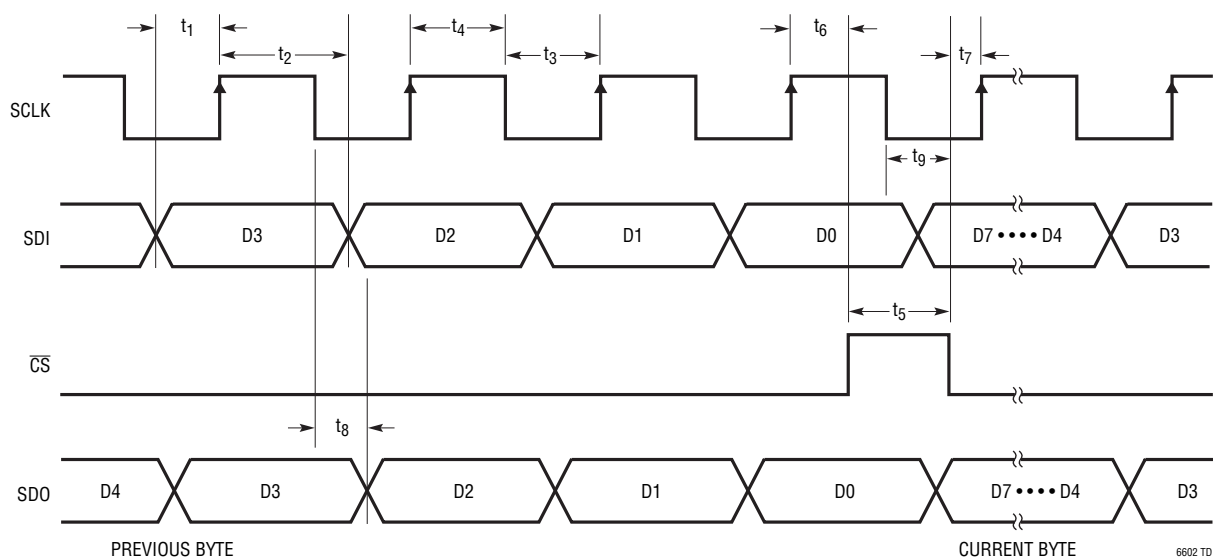 t1
t2
t4
t3
t6
t7
SCLK
t9
SDI
D3
D2
D1
D0
D7 •••• D4
D3
t5
CS
t8
SDO
D4
D3
D2
D1
D0
D7 •••• D4
D3
PREVIOUS BYTE
CURRENT BYTE
6602 TD